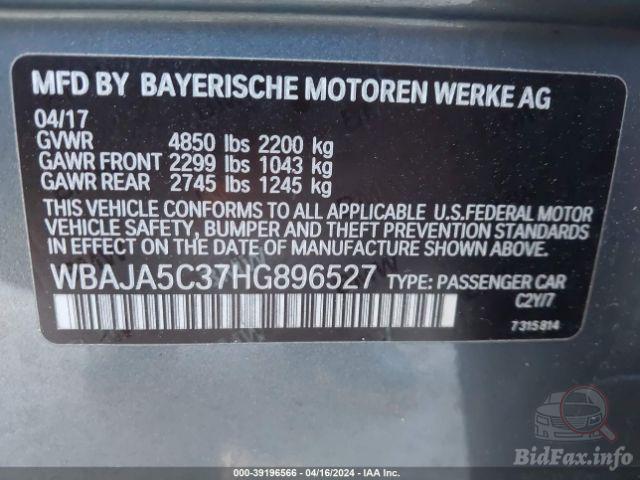 MFD BY BAYERISCHE MOTOREN WERKE AG
04/17
GVWR 4850 lbs 2200 kg
GAWR FRONT 2299 lbs 1043 kg
GAWR REAR 2745 lbs 1245 kg
THIS VEHICLE CONFORMS TO ALL APPLICABLE U.S.FEDERAL MOTOR
VEHICLE SAFETY, BUMPER, AND THEFT PREVENTION STANDARDS
IN EFFECT ON THE DATE OF MANUFACTURE SHOWN ABOVE.
WBAJA5C37HG896527 TYPE: PASSENGER CAR
C2Y/7
7315814
BidFax.info
000-39196566 - 04/16/2024 - IAA Inc.